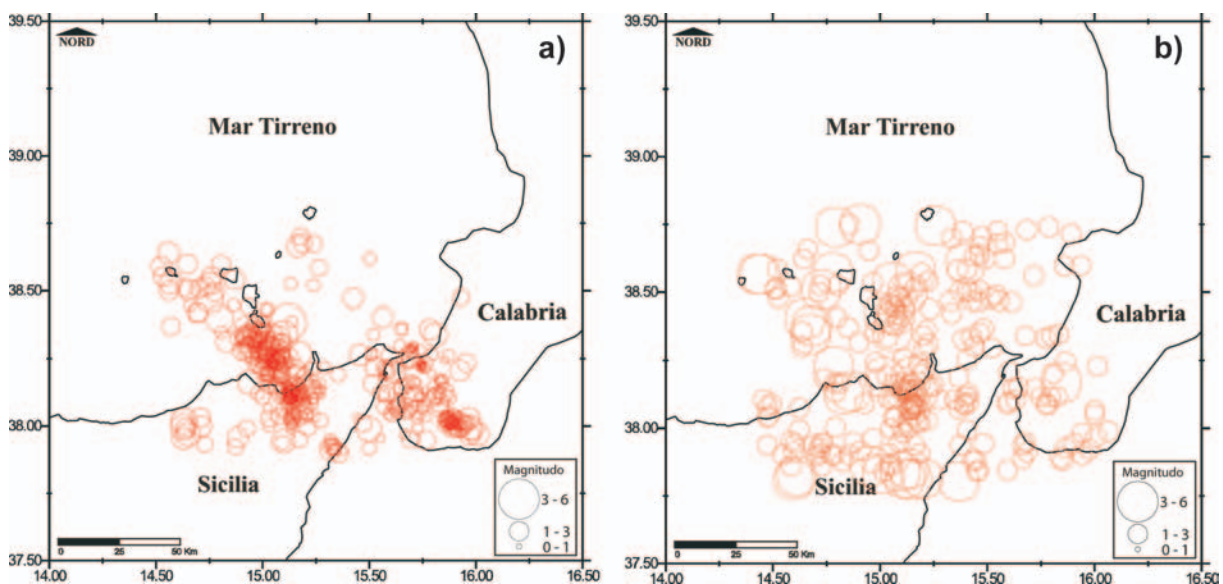 39.50
39.00
38.50
38.00
37.50
14.00
14.50
15.00
15.50
16.00
16.50
NORD
a)
Mar Tirreno
Calabria
Sicilia
Magnitudo
3 - 6
1 - 3
0 - 1
0 25 50 Km
39.50
39.00
38.50
38.00
37.50
14.00
14.50
15.00
15.50
16.00
16.50
NORD
b)
Mar Tirreno
Calabria
Sicilia
Magnitudo
3 - 6
1 - 3
0 - 1
0 25 50 Km